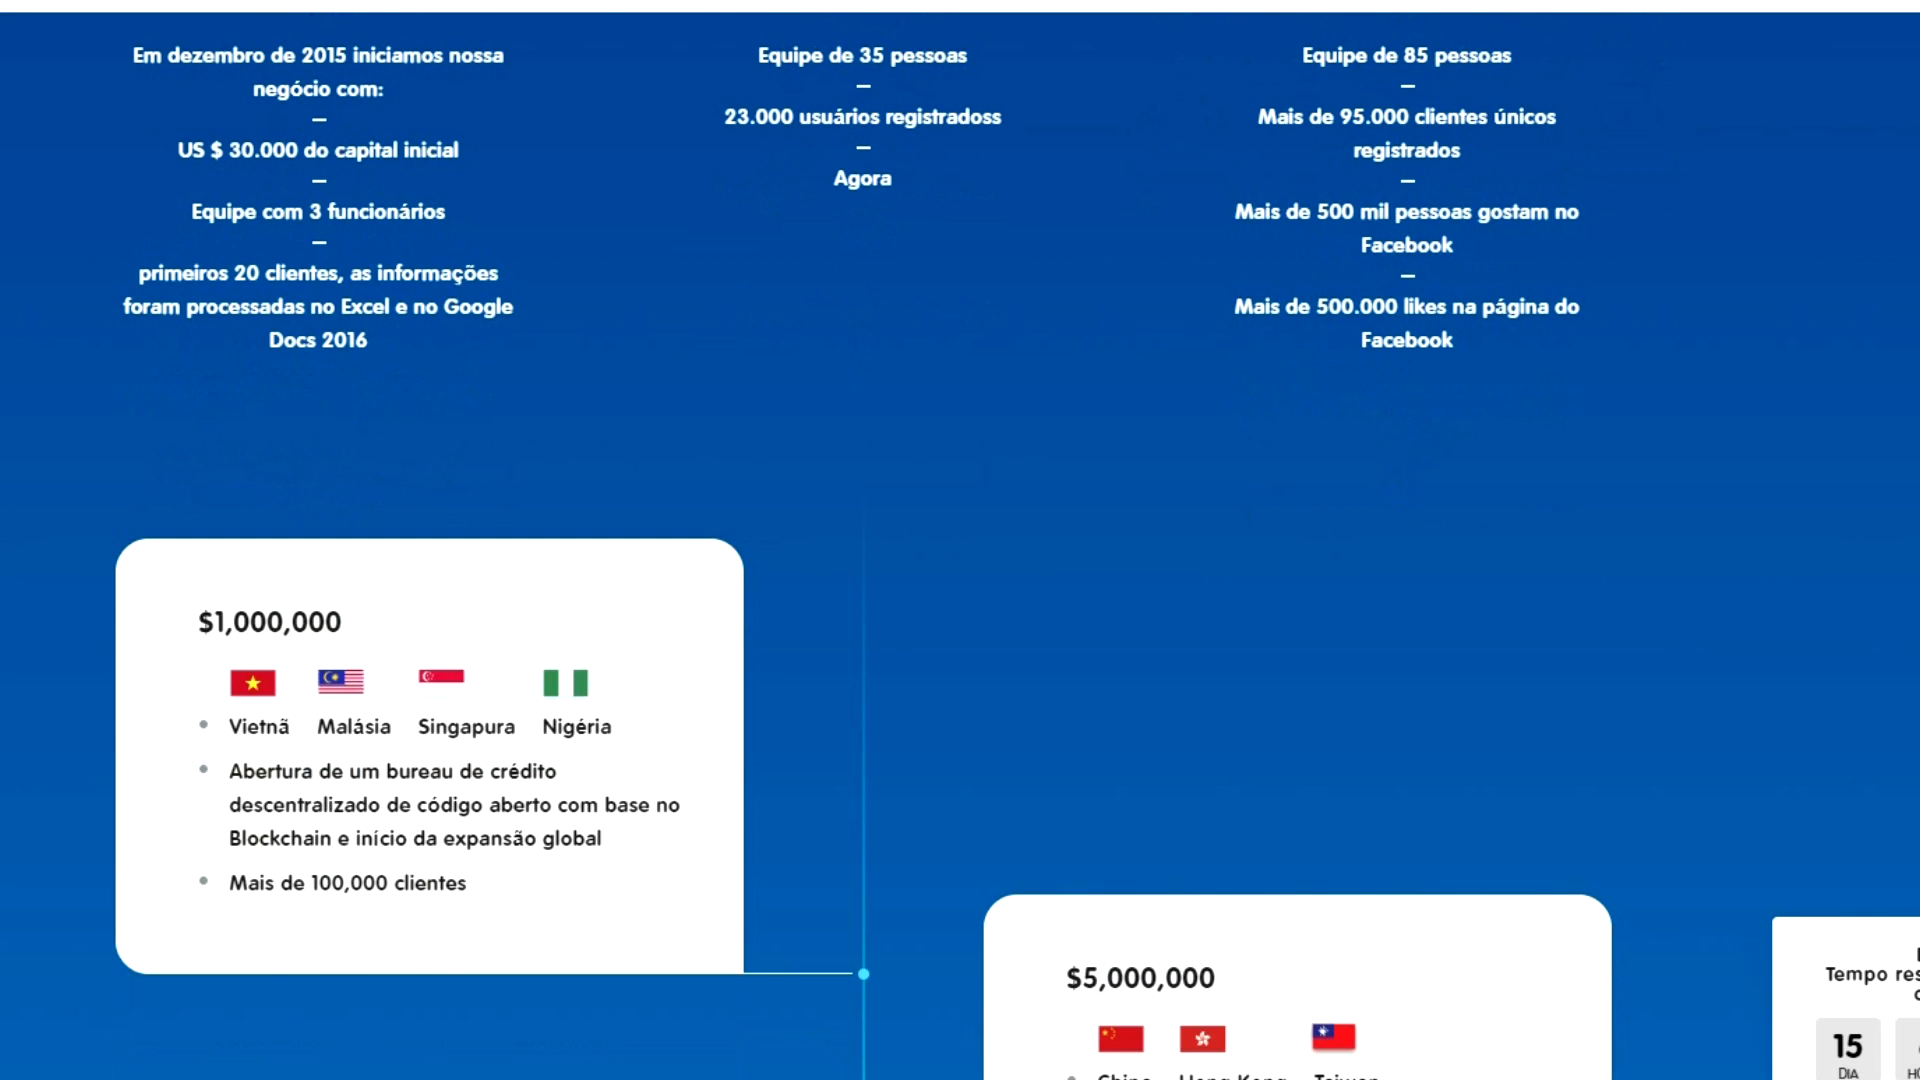 Em dezembro de 2015 iniciamos nossa
negócio com:
—
US $ 30.000 do capital inicial
—
Equipe com 3 funcionários
—
primeiros 20 clientes, as informações
foram processadas no Excel e no Google
Docs 2016
Equipe de 35 pessoas
—
23.000 usuários registradoss
—
Agora
Equipe de 85 pessoas
—
Mais de 95.000 clientes únicos
registrados
—
Mais de 500 mil pessoas gostam no
Facebook
—
Mais de 500.000 likes na página do
Facebook
$1,000,000
• Vietnã Malásia Singapura Nigéria
• Abertura de um bureau de crédito
descentralizado de código aberto com base no
Blockchain e início da expansão global
• Mais de 100,000 clientes
$5,000,000
• China Hong Kong Taiwan
Tempo
15
DIA